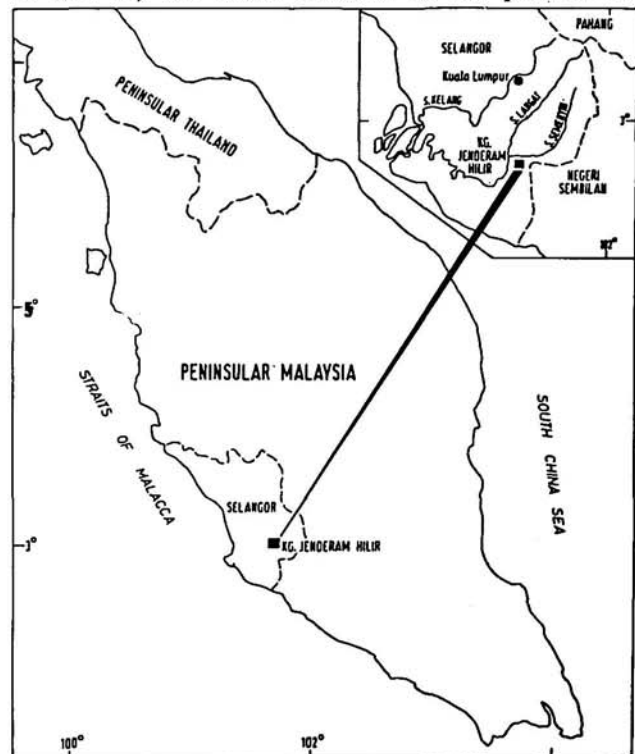 PAHANG
SELANGOR
Kuala Lumpur
S. KELANG
S. LANGAT
KG.
JENDERAM
HILIR
NEGERI
SEMBILAN
102°
PENINSULAR THAILAND
5°
PENINSULAR MALAYSIA
STRAITS OF MALACCA
SOUTH CHINA SEA
SELANGOR
KG. JENDERAM HILIR
100°
102°